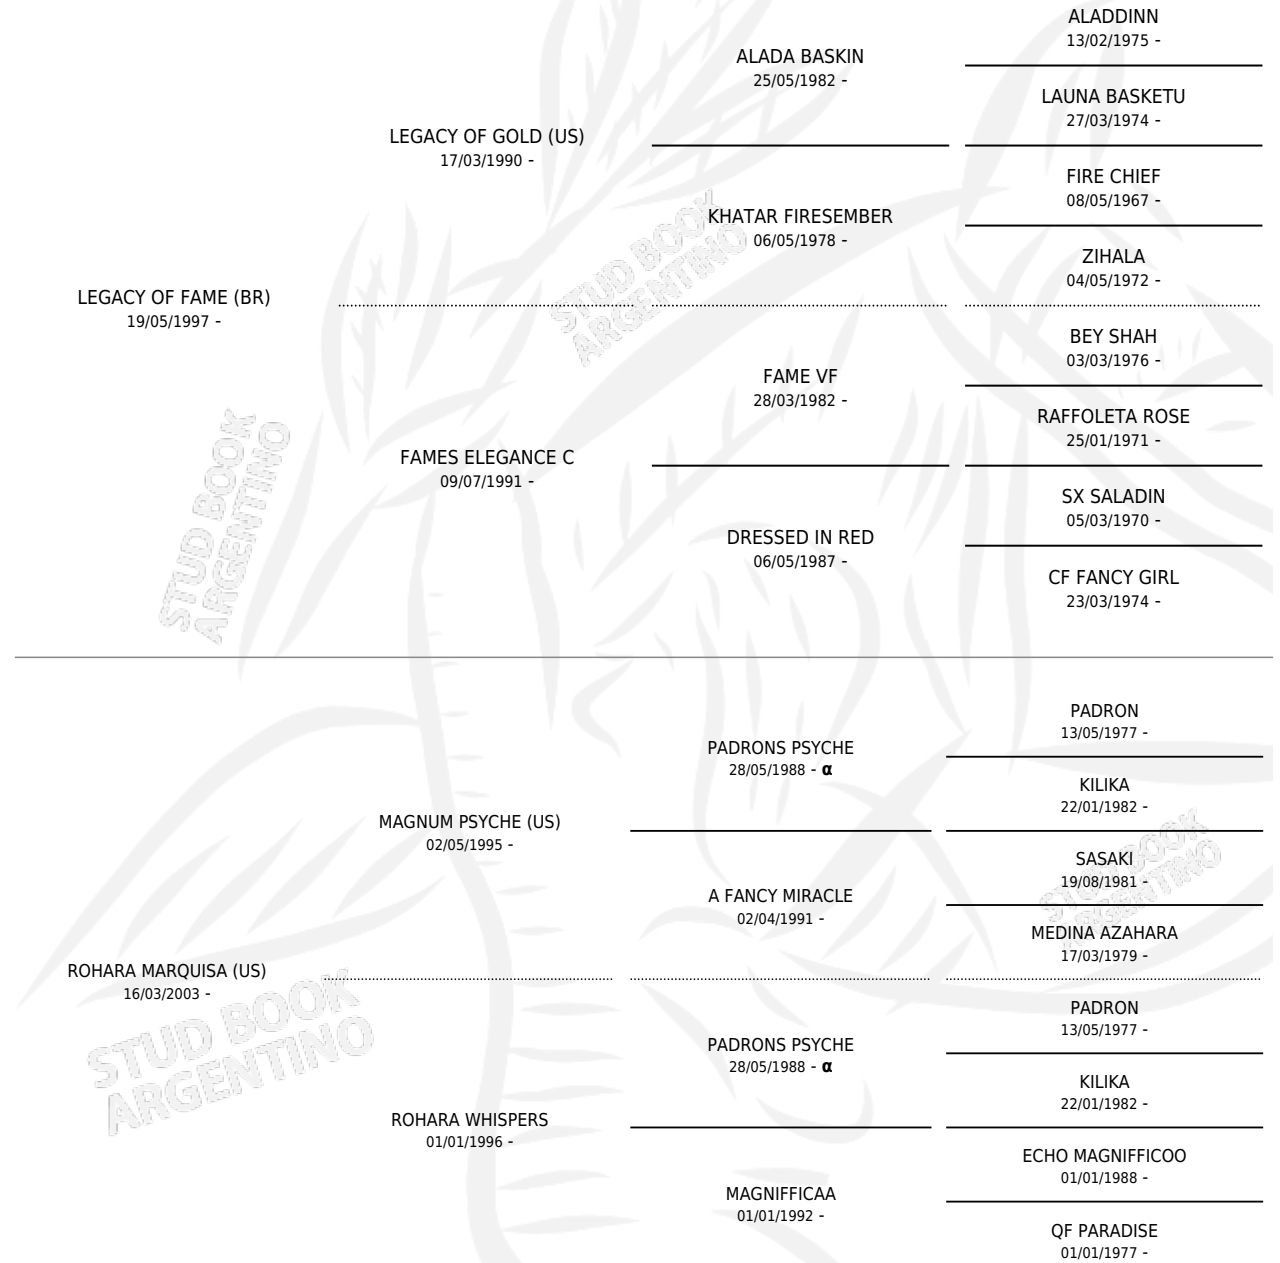 ALADDINN
13/02/1975 -
ALADA BASKIN
25/05/1982 -
LAUNA BASKETU
27/03/1974 -
LEGACY OF GOLD (US)
17/03/1990 -
FIRE CHIEF
08/05/1967 -
KHATAR FIRESEMBER
06/05/1978 -
ZIHALA
04/05/1972 -
LEGACY OF FAME (BR)
19/05/1997 -
BEY SHAH
03/03/1976 -
FAME VF
28/03/1982 -
RAFFOLETA ROSE
25/01/1971 -
FAMES ELEGANCE C
09/07/1991 -
SX SALADIN
05/03/1970 -
DRESSED IN RED
06/05/1987 -
CF FANCY GIRL
23/03/1974 -
PADRON
13/05/1977 -
PADRONS PSYCHE
28/05/1988 - α
KILIKA
22/01/1982 -
MAGNUM PSYCHE (US)
02/05/1995 -
SASAKI
19/08/1981 -
A FANCY MIRACLE
02/04/1991 -
MEDINA AZAHARA
17/03/1979 -
ROHARA MARQUISA (US)
16/03/2003 -
PADRON
13/05/1977 -
PADRONS PSYCHE
28/05/1988 - α
KILIKA
22/01/1982 -
ROHARA WHISPERS
01/01/1996 -
ECHO MAGNIFFICOO
01/01/1988 -
MAGNIFFICAA
01/01/1992 -
QF PARADISE
01/01/1977 -
STUD BOOK
ARGENTINO
STUD BOOK
ARGENTINO
STUD BOOK
ARGENTINO
STUD BOOK
ARGENTINO